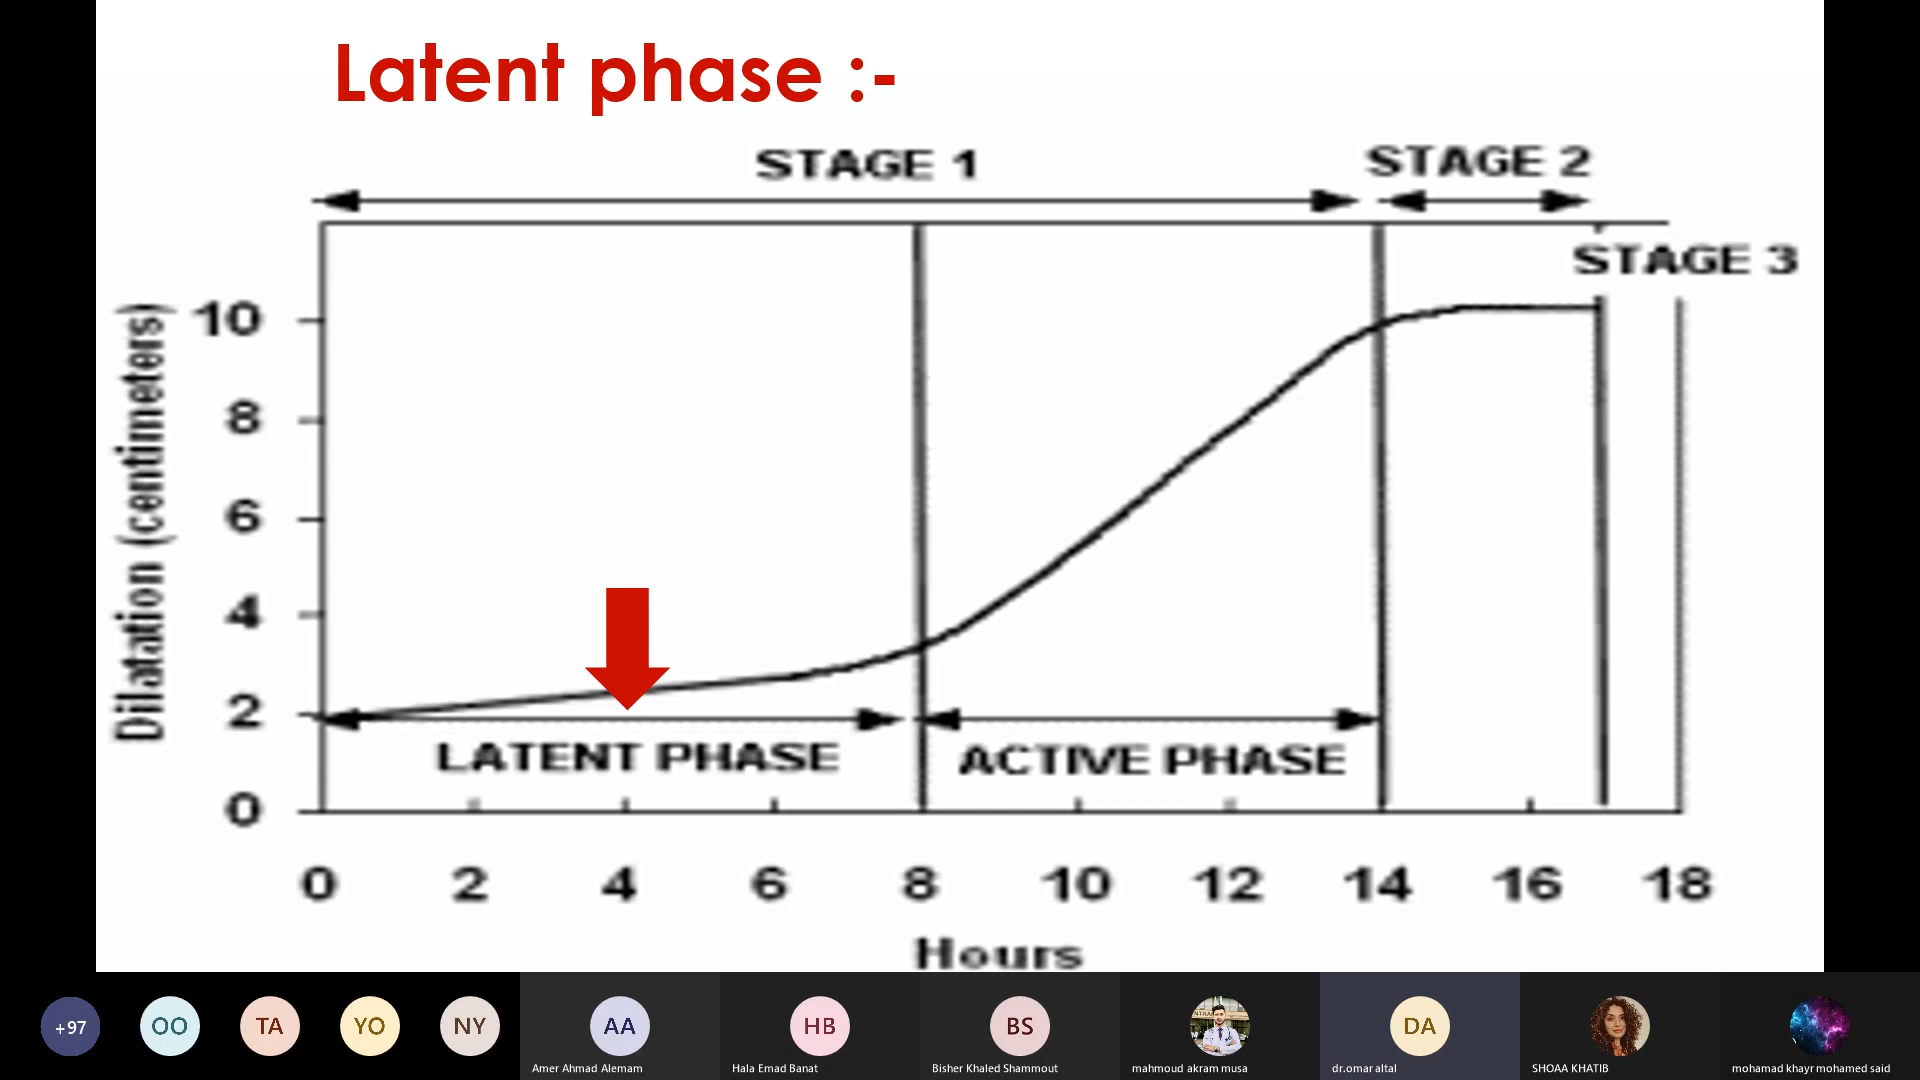 Latent phase :-
STAGE 1
STAGE 2
STAGE 3
Dilatation (centimeters)
10
8
6
4
2
0
LATENT PHASE
ACTIVE PHASE
0 2 4 6 8 10 12 14 16 18
Hours
+97
OO
TA
YO
NY
AA
Amer Ahmad Alemam
HB
Hala Emad Banat
BS
Bisher Khaled Shammout
mahmoud akram musa
DA
dr.omar altal
SHOAA KHATIB
mohamad khayr mohamed said